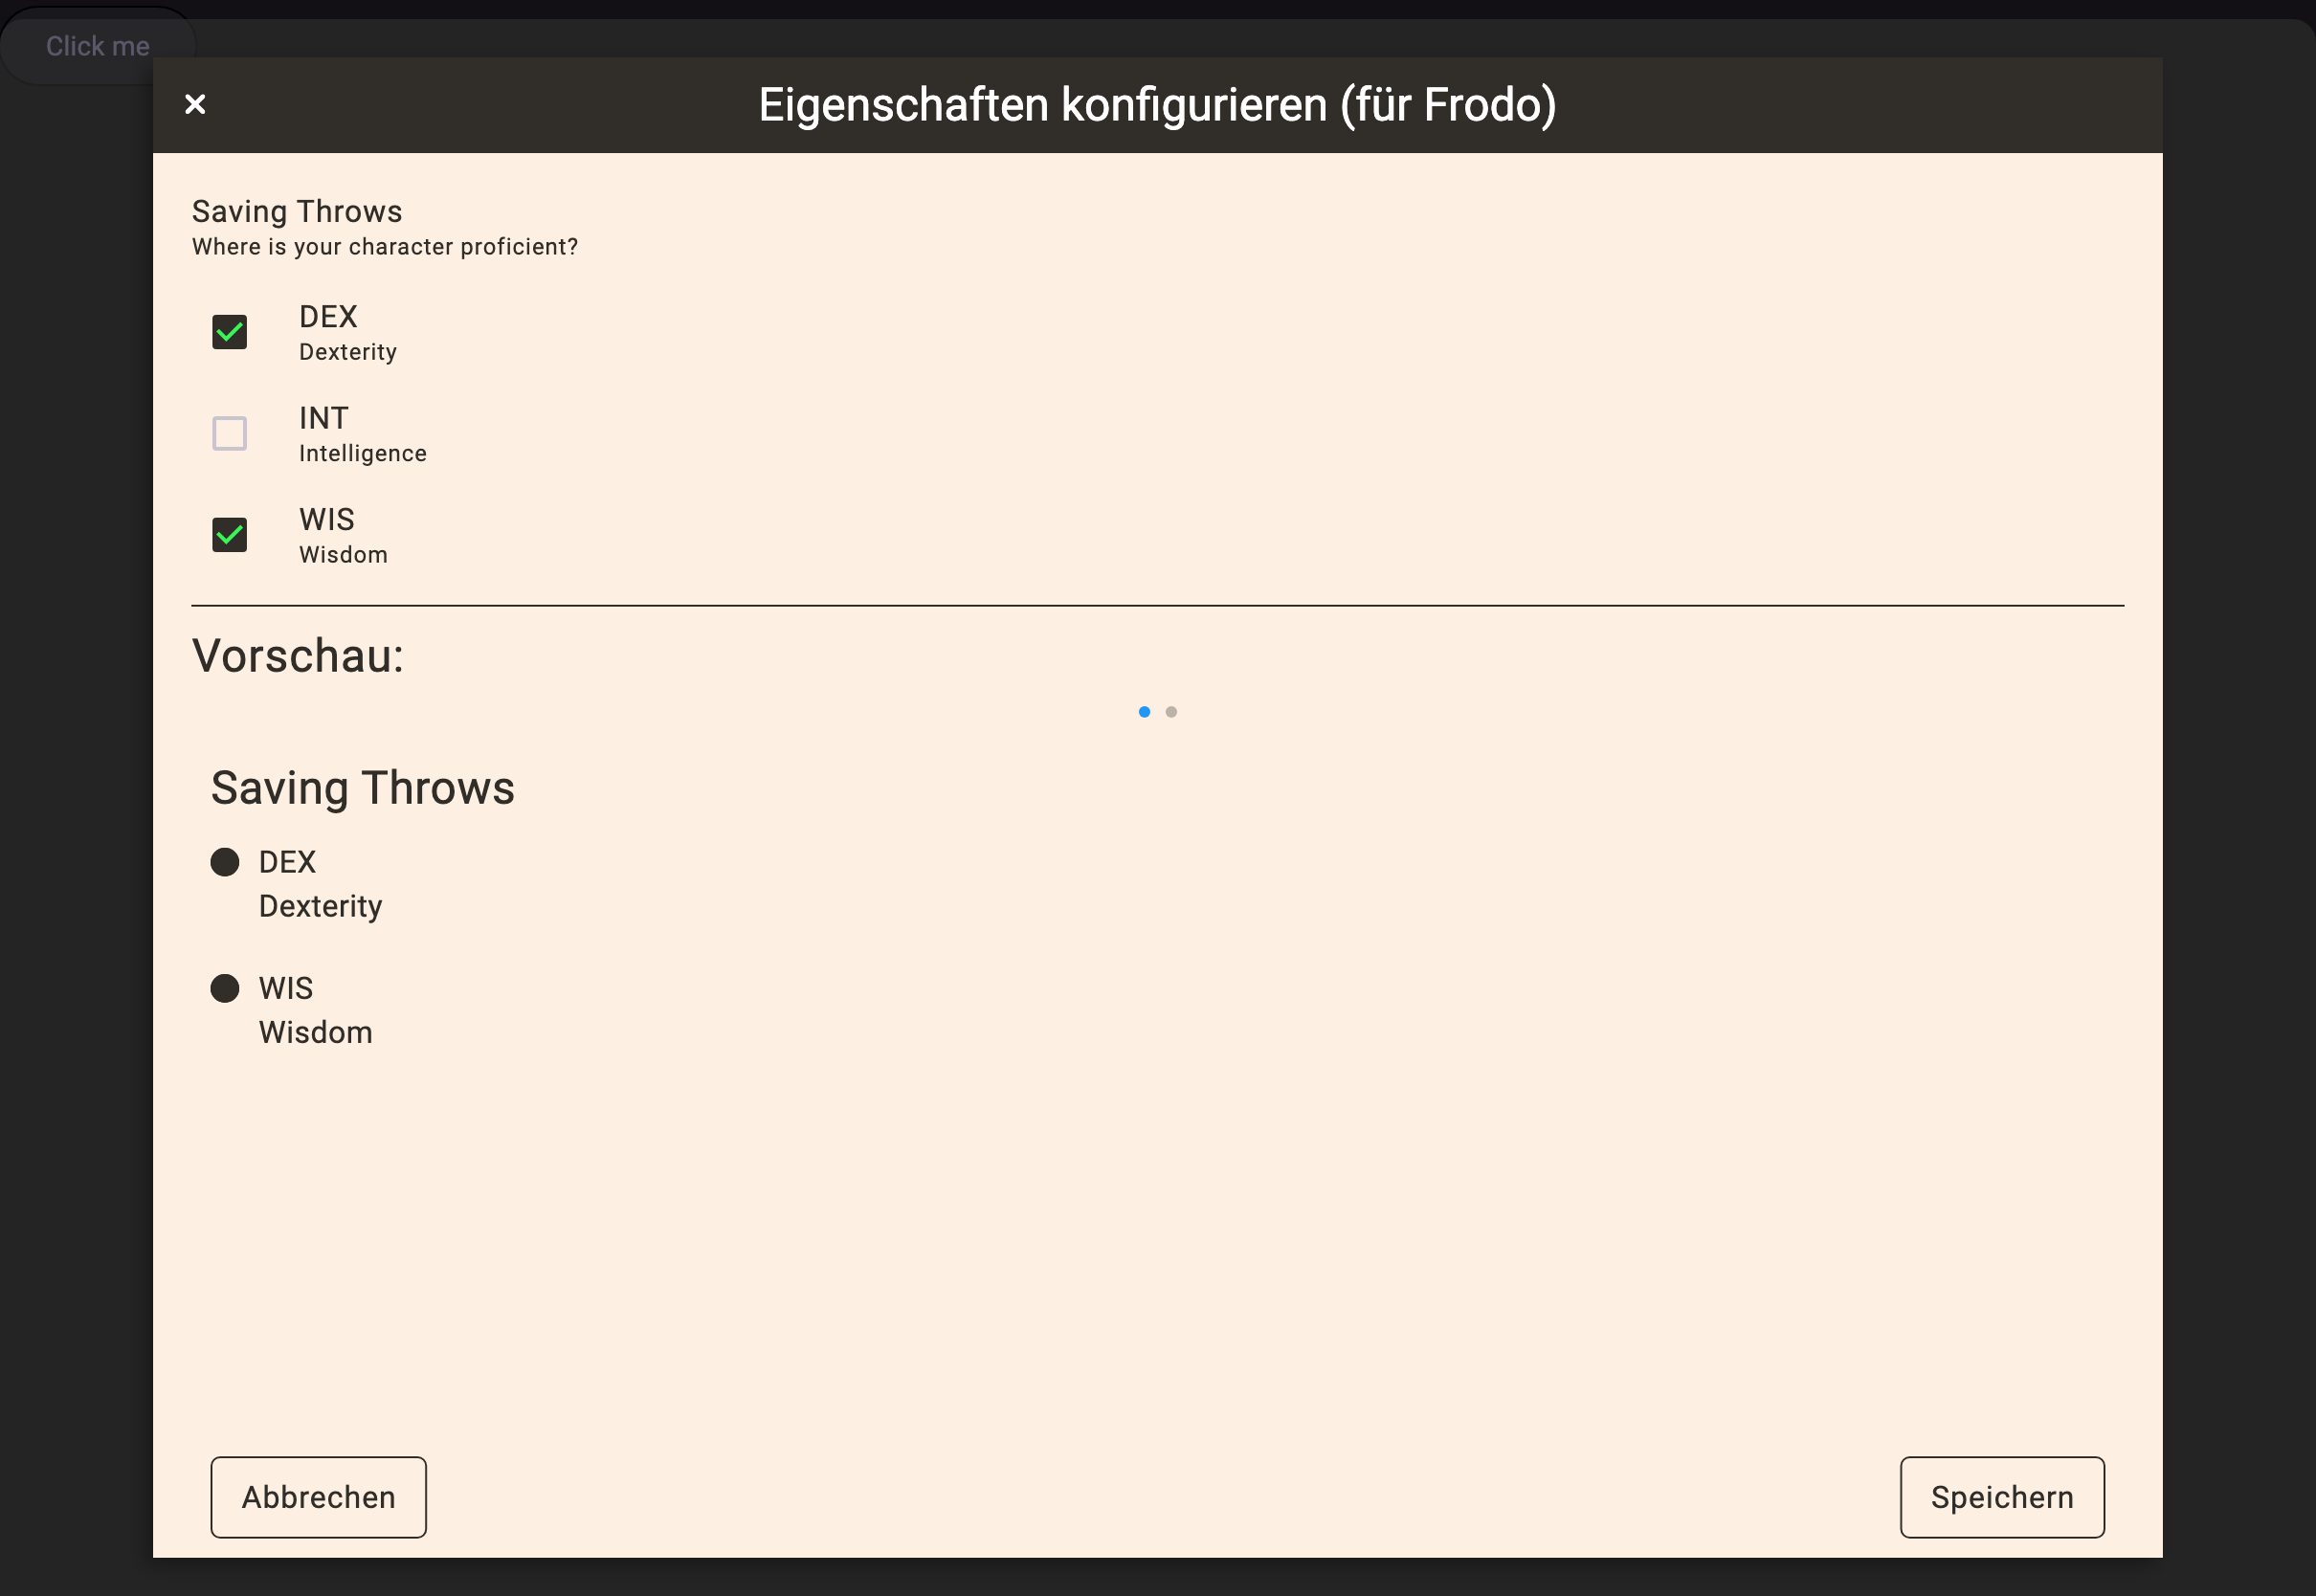 Click me
Eigenschaften konfigurieren (für Frodo)
Saving Throws
Where is your character proficient?
DEX
Dexterity
INT
Intelligence
WIS
Wisdom
Vorschau:
Saving Throws
DEX
Dexterity
WIS
Wisdom
Abbrechen
Speichern